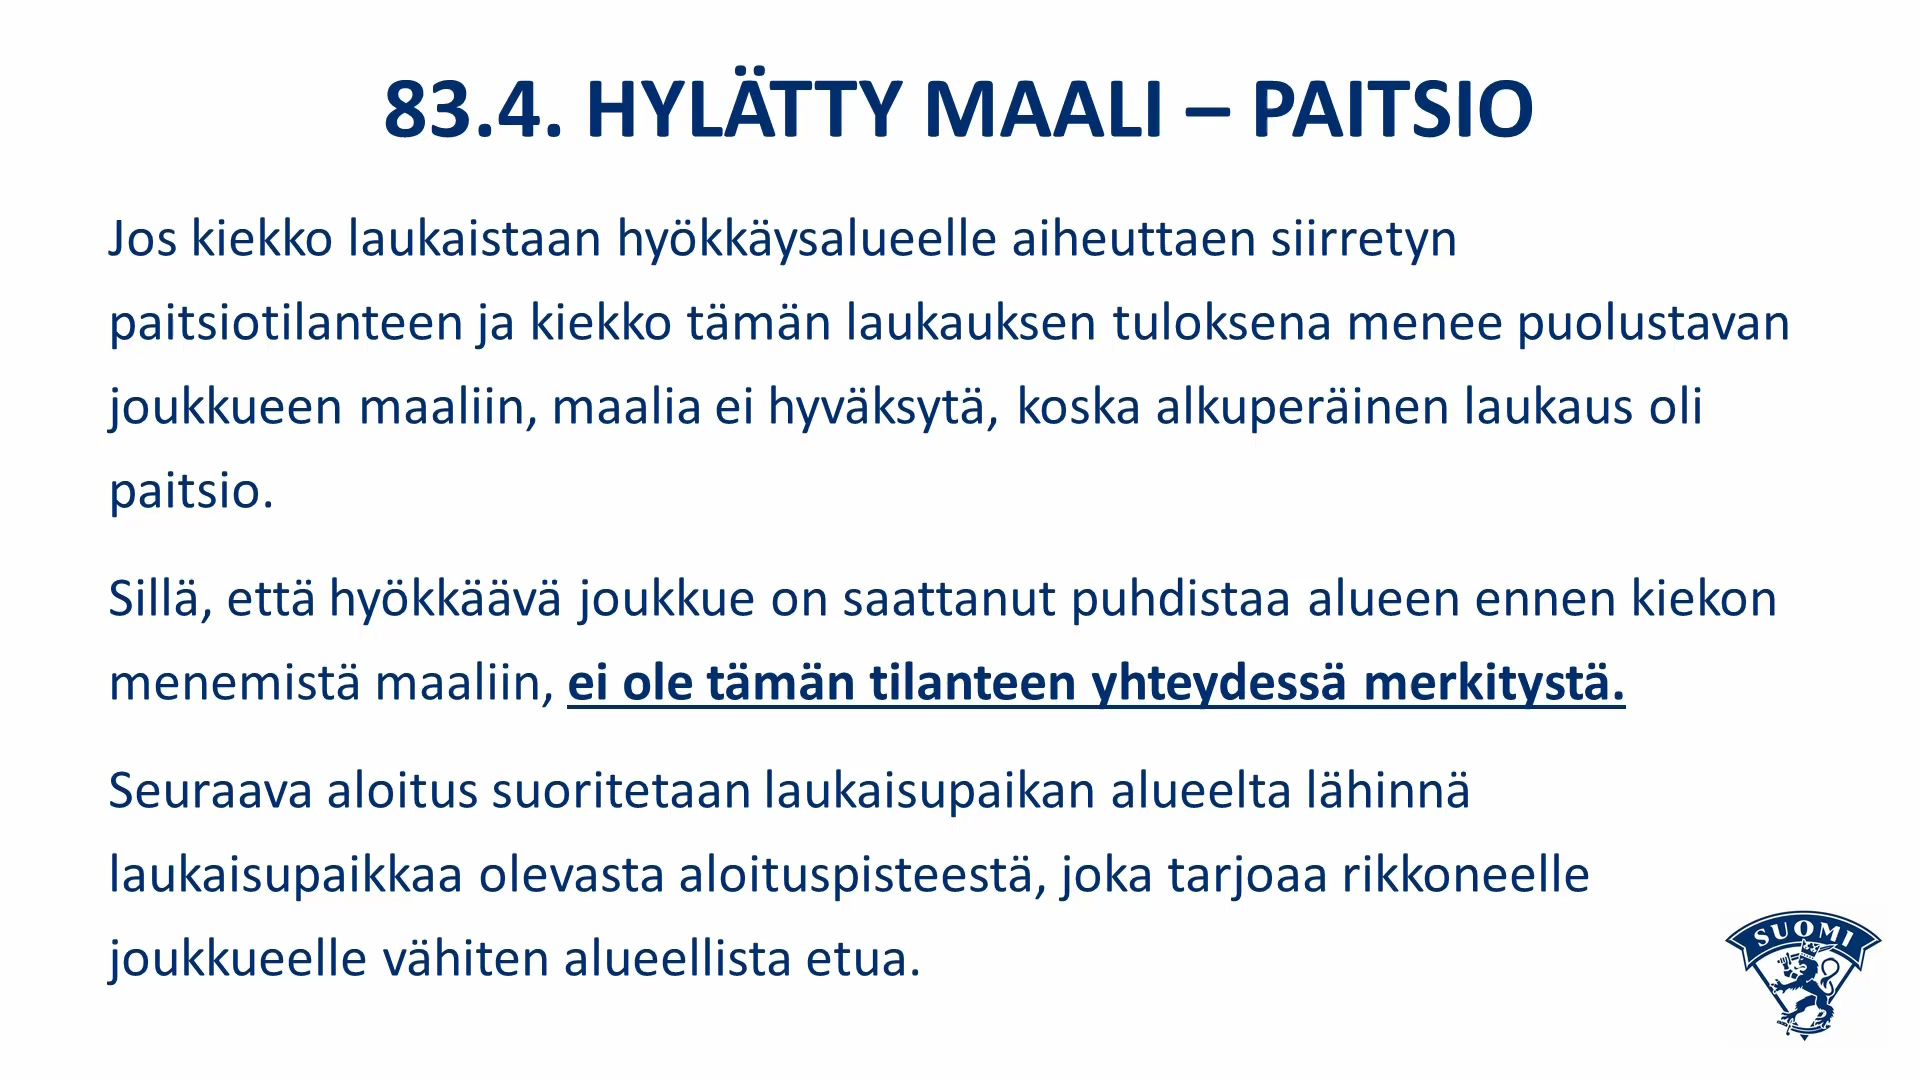 83.4. HYLÄTTY MAALI – PAITSIO
Jos kiekko laukaistaan hyökkäysalueelle aiheuttaen siirretyn
paitsiotilanteen ja kiekko tämän laukauksen tuloksena menee puolustavan
joukkueen maaliin, maalia ei hyväksytä, koska alkuperäinen laukaus oli
paitsio.
Sillä, että hyökkäävä joukkue on saattanut puhdistaa alueen ennen kiekon
menemistä maaliin, ei ole tämän tilanteen yhteydessä merkitystä.
Seuraava aloitus suoritetaan laukaisupaikan alueelta lähinnä
laukaisupaikkaa olevasta aloituspisteestä, joka tarjoaa rikkoneelle
joukkueelle vähiten alueellista etua.
SUOMI